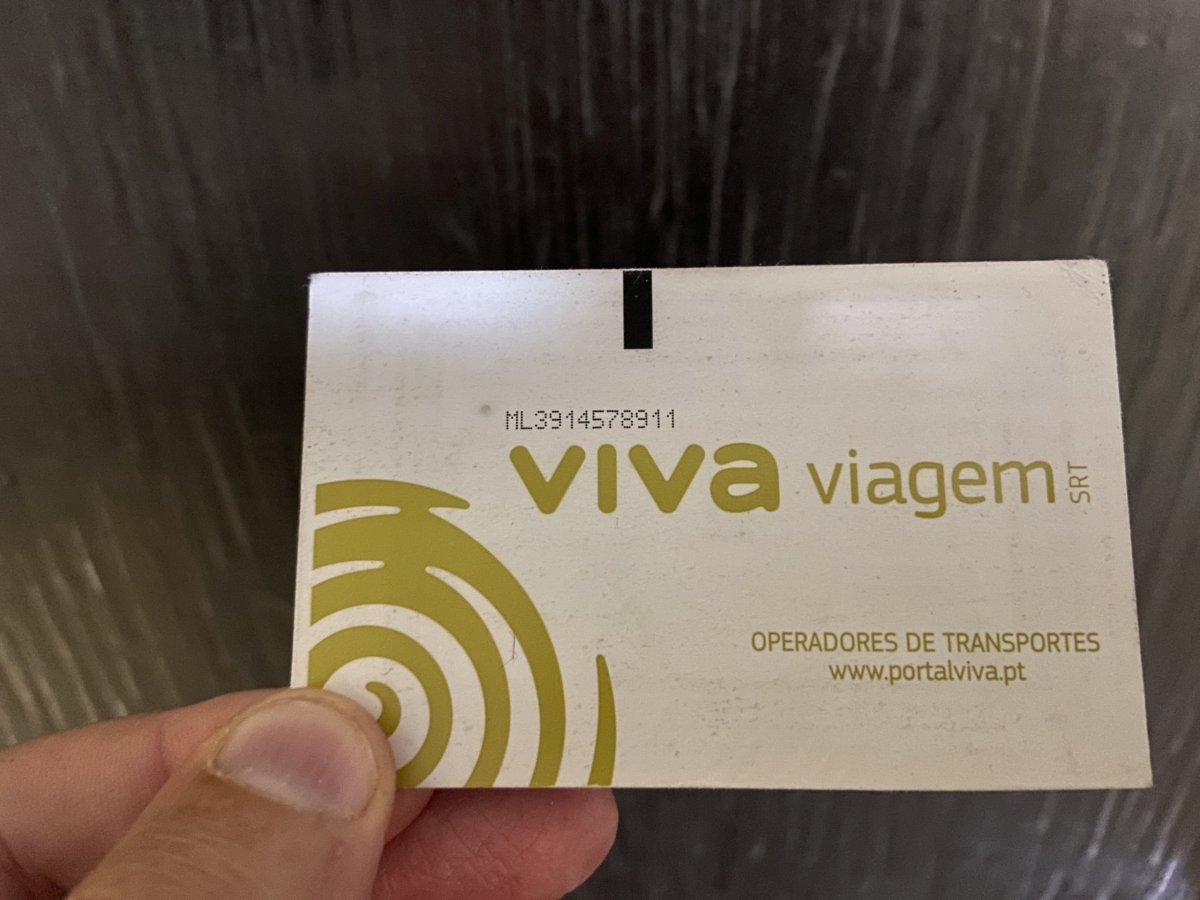 ML3914578911
viva viagem SRT
OPERADORES DE TRANSPORTES
www.portalviva.pt